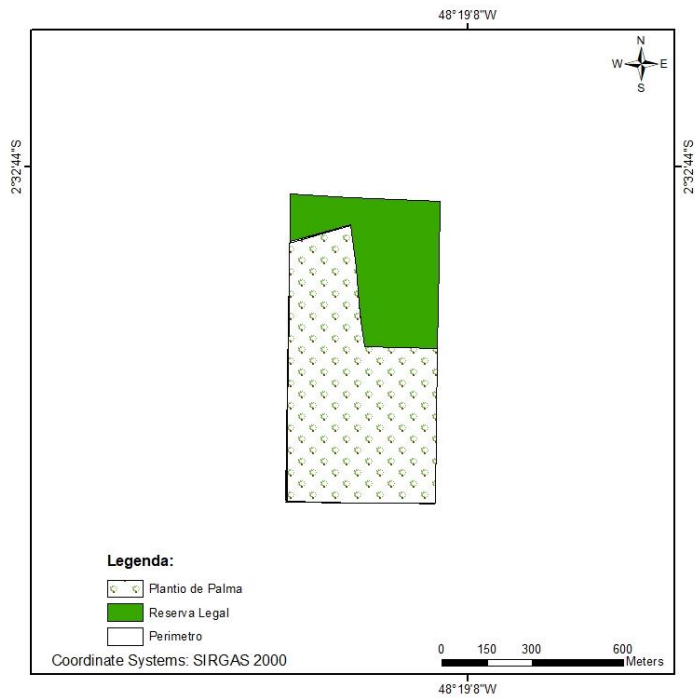 48°19'8"W
N
W E
S
2°32'44"S
2°32'44"S
Legenda:
Plantio de Palma
Reserva Legal
Perimetro
Coordinate Systems: SIRGAS 2000
0 150 300 600
Meters
48°19'8"W